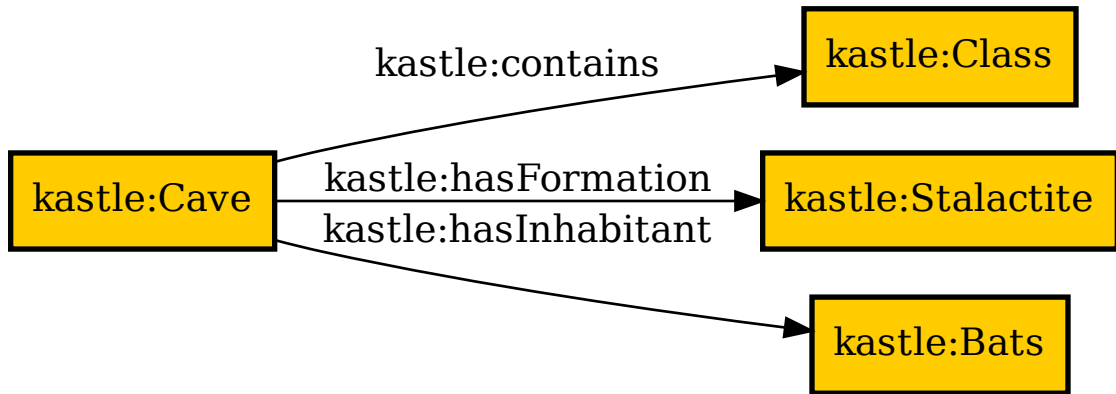 kastle:contains
kastle:Class
kastle:Cave
kastle:hasFormation
kastle:Stalactite
kastle:hasInhabitant
kastle:Bats